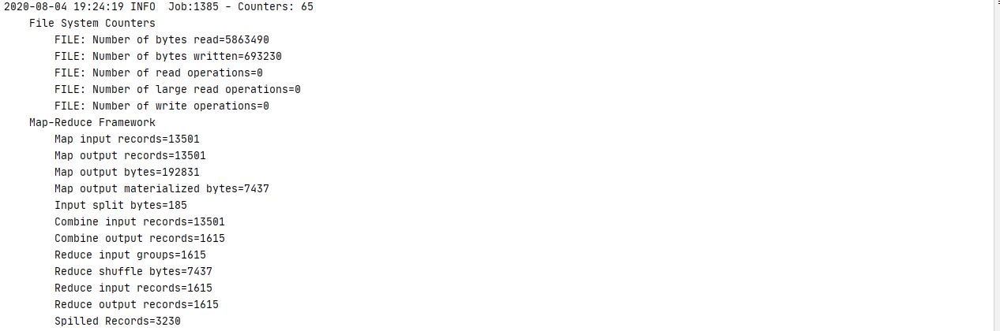 2020-08-04 19:24:19 INFO  Job:1385 - Counters: 65
File System Counters
FILE: Number of bytes read=5863490
FILE: Number of bytes written=693230
FILE: Number of read operations=0
FILE: Number of large read operations=0
FILE: Number of write operations=0
Map-Reduce Framework
Map input records=13501
Map output records=13501
Map output bytes=192831
Map output materialized bytes=7437
Input split bytes=185
Combine input records=13501
Combine output records=1615
Reduce input groups=1615
Reduce shuffle bytes=7437
Reduce input records=1615
Reduce output records=1615
Spilled Records=3230